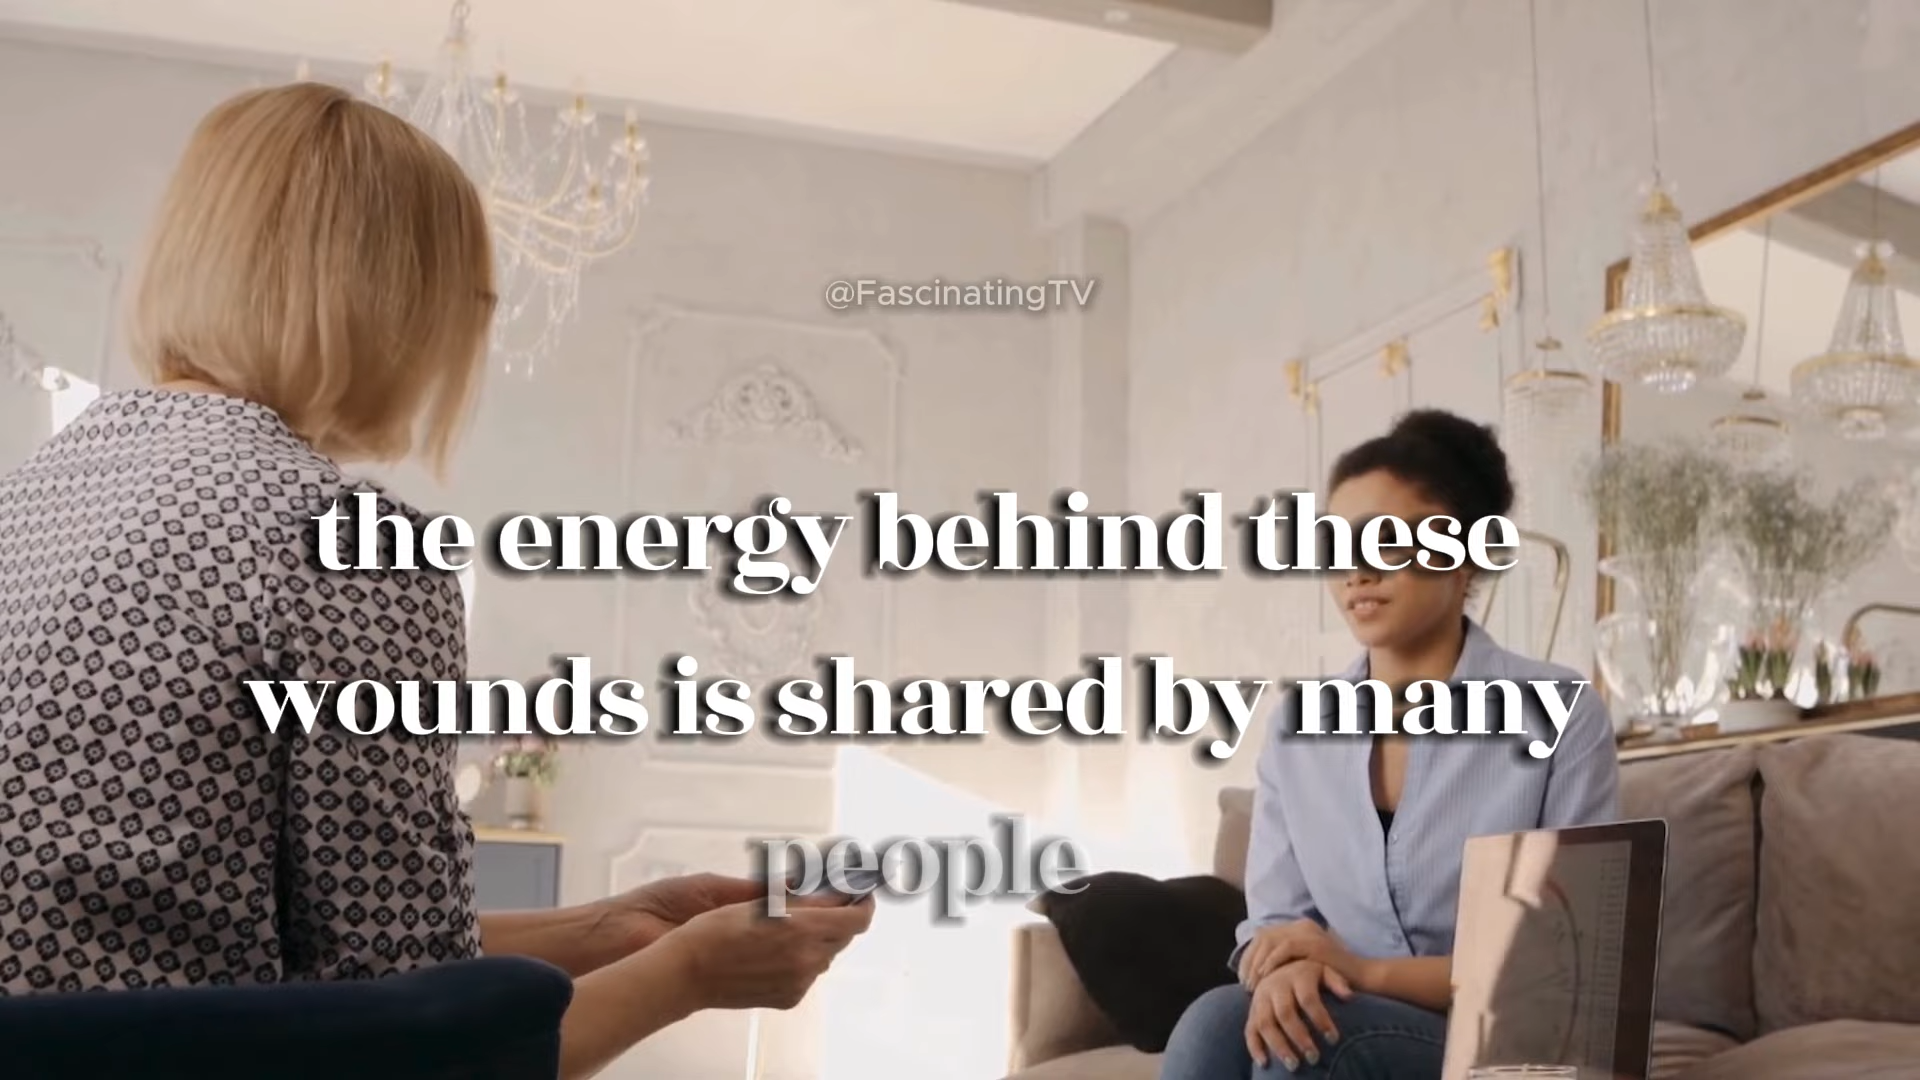 @FascinatingTV
the energy behind these
wounds is shared by many
people